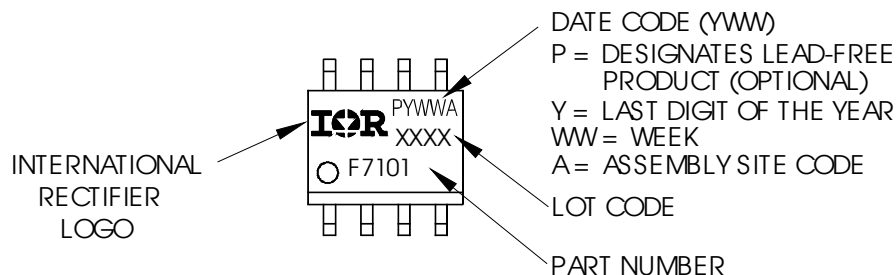 DATE CODE (YWW)
P = DESIGNATES LEAD-FREE
PRODUCT (OPTIONAL)
Y = LAST DIGIT OF THE YEAR
WW = WEEK
A = ASSEMBLY SITE CODE
LOT CODE
PART NUMBER
INTERNATIONAL
RECTIFIER
LOGO
PYWWA
IOR
XXXX
F7101